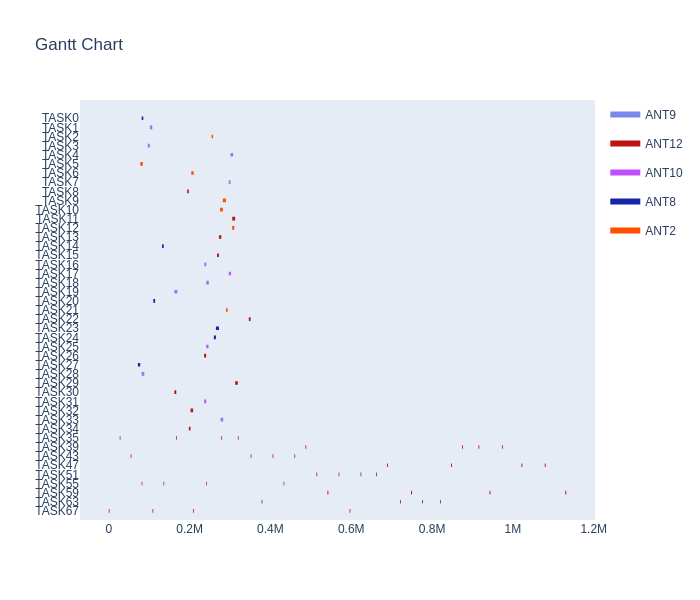 Gantt Chart
TASK0
TASK1
TASK2
TASK3
TASK4
TASK5
TASK6
TASK7
TASK8
TASK9
TASK10
TASK11
TASK12
TASK13
TASK14
TASK15
TASK16
TASK17
TASK18
TASK19
TASK20
TASK21
TASK22
TASK23
TASK24
TASK25
TASK26
TASK27
TASK28
TASK29
TASK30
TASK31
TASK32
TASK33
TASK34
TASK35
TASK39
TASK43
TASK47
TASK51
TASK55
TASK59
TASK63
TASK67
0 0.2M 0.4M 0.6M 0.8M 1M 1.2M
ANT9
ANT12
ANT10
ANT8
ANT2